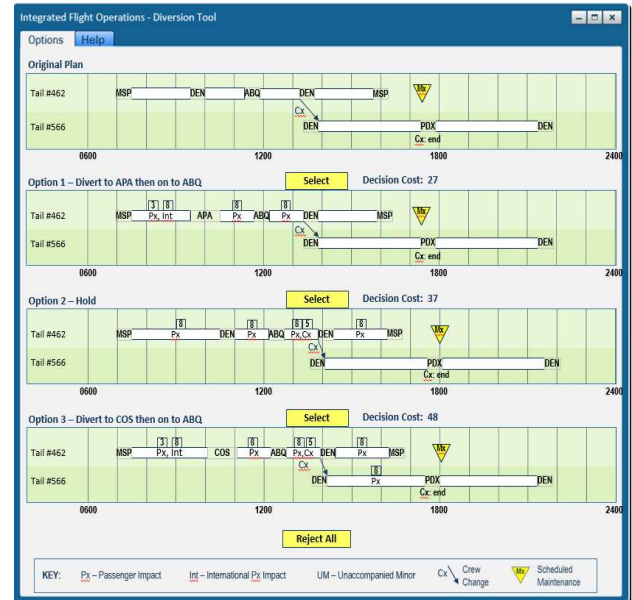 Integrated Flight Operations - Diversion Tool
Options Help
Original Plan
Tail #462 MSP DEN ABQ DEN MSP Mx
Cx
Tail #566 DEN PDX DEN
Cx: end
0600 1200 1800 2400
Option 1 – Divert to APA then on to ABQ Select Decision Cost: 27
3 8 8 8
Tail #462 MSP Px, Int APA Px ABQ Px DEN MSP Mx
Cx
Tail #566 DEN PDX DEN
Cx: end
0600 1200 1800 2400
Option 2 – Hold Select Decision Cost: 37
8 8 8 5 8
Tail #462 MSP Px DEN Px ABQ Px,Cx DEN Px MSP Mx
Cx
Tail #566 DEN PDX DEN
Cx: end
0600 1200 1800 2400
Option 3 – Divert to COS then on to ABQ Select Decision Cost: 48
3 8 8 8 5 8
Tail #462 MSP Px, Int COS Px ABQ Px,Cx DEN Px MSP Mx
Cx 8
Tail #566 DEN Px PDX DEN
Cx: end
0600 1200 1800 2400
Reject All
KEY: Px – Passenger Impact Int – International Px Impact UM – Unaccompanied Minor Cx Crew Change Mx Scheduled Maintenance